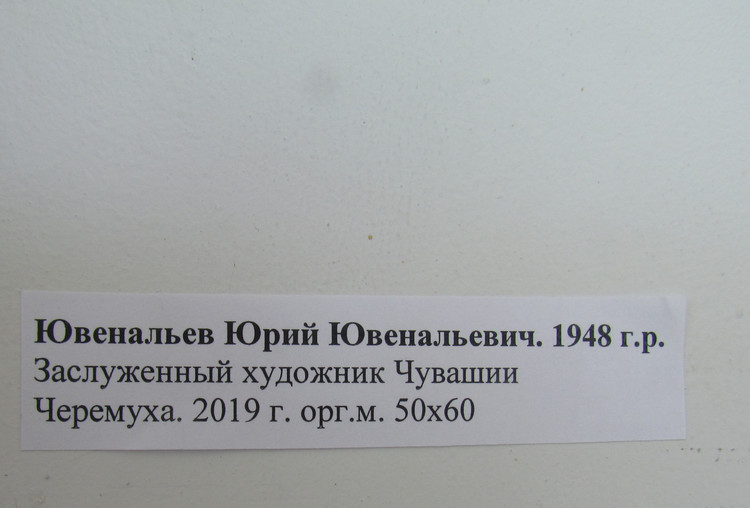 Ювенальев Юрий Ювенальевич. 1948 г.р.
Заслуженный художник Чувашии
Черемуха. 2019 г. орг.м. 50х60